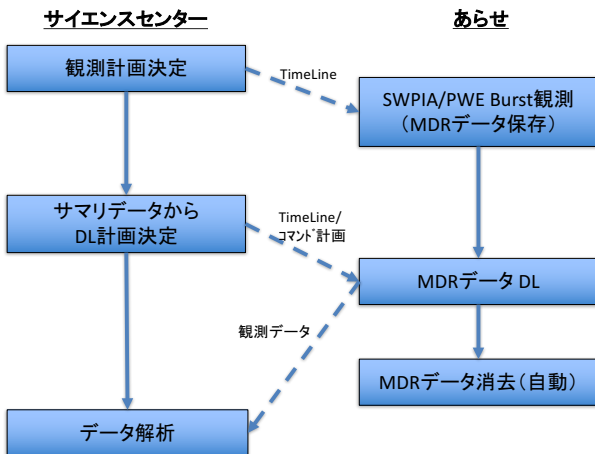 サイエンスセンター
あらせ
観測計画決定
TimeLine
SWPIA/PWE Burst観測
（MDRデータ保存）
サマリデータから
DL計画決定
TimeLine/
コマンド計画
MDRデータ DL
観測データ
MDRデータ消去（自動）
データ解析